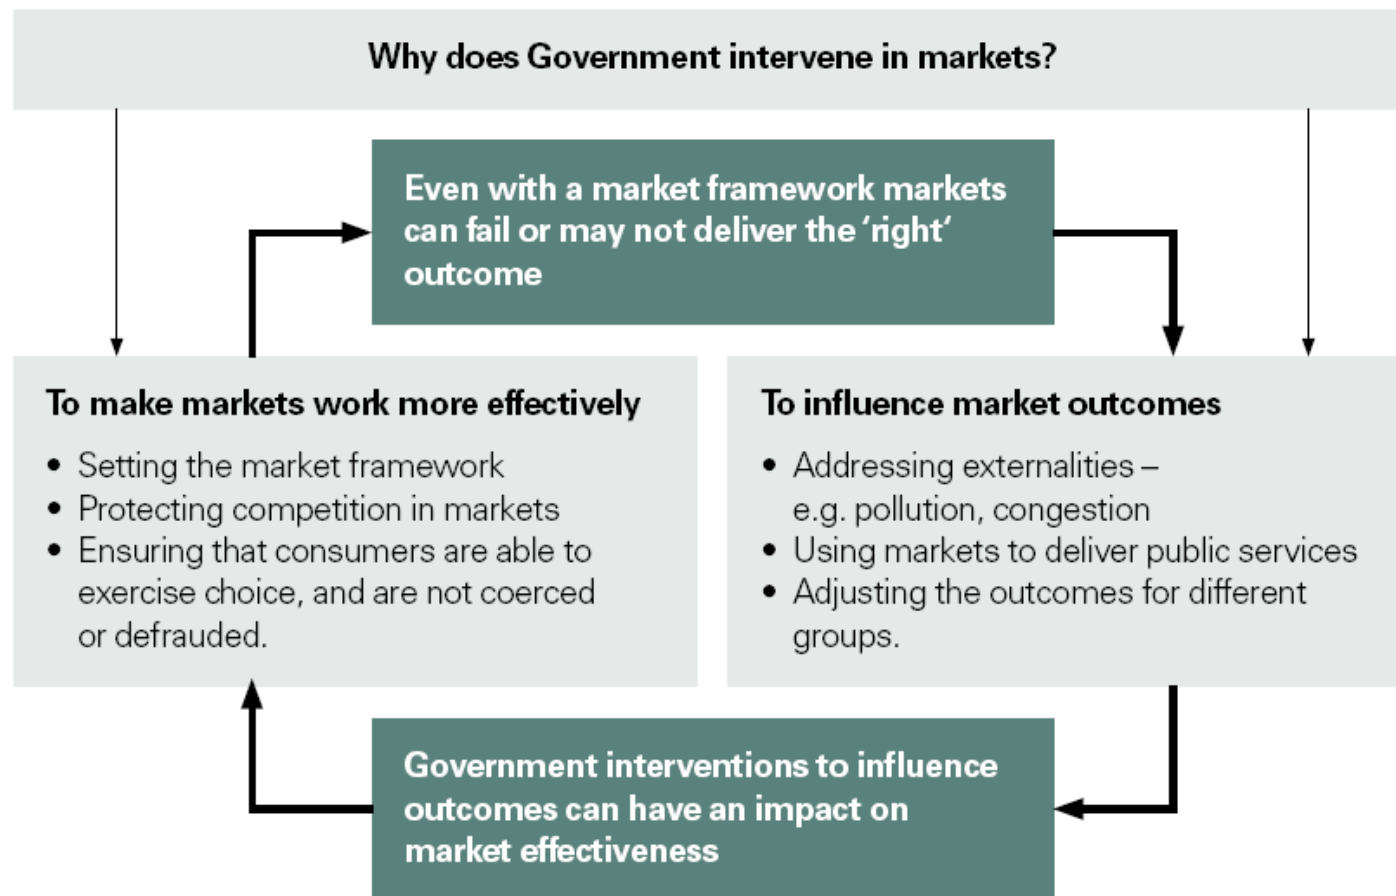 Why does Government intervene in markets?
Even with a market framework markets
can fail or may not deliver the ‘right‘
outcome
To make markets work more effectively
• Setting the market framework
• Protecting competition in markets
• Ensuring that consumers are able to
exercise choice, and are not coerced
or defrauded.
To influence market outcomes
• Addressing externalities –
e.g. pollution, congestion
• Using markets to deliver public services
• Adjusting the outcomes for different
groups.
Government interventions to influence
outcomes can have an impact on
market effectiveness